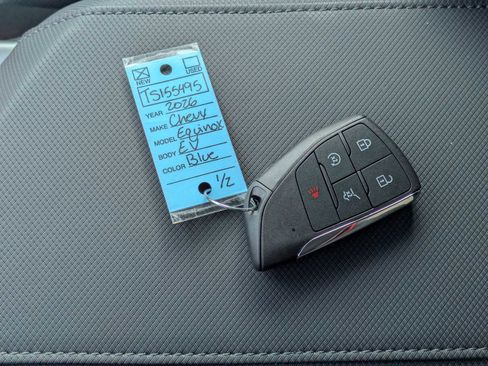 NEW USED
TS155495
YEAR 2026
MAKE Chevy
MODEL Equinox
BODY EV
COLOR Blue
1/2